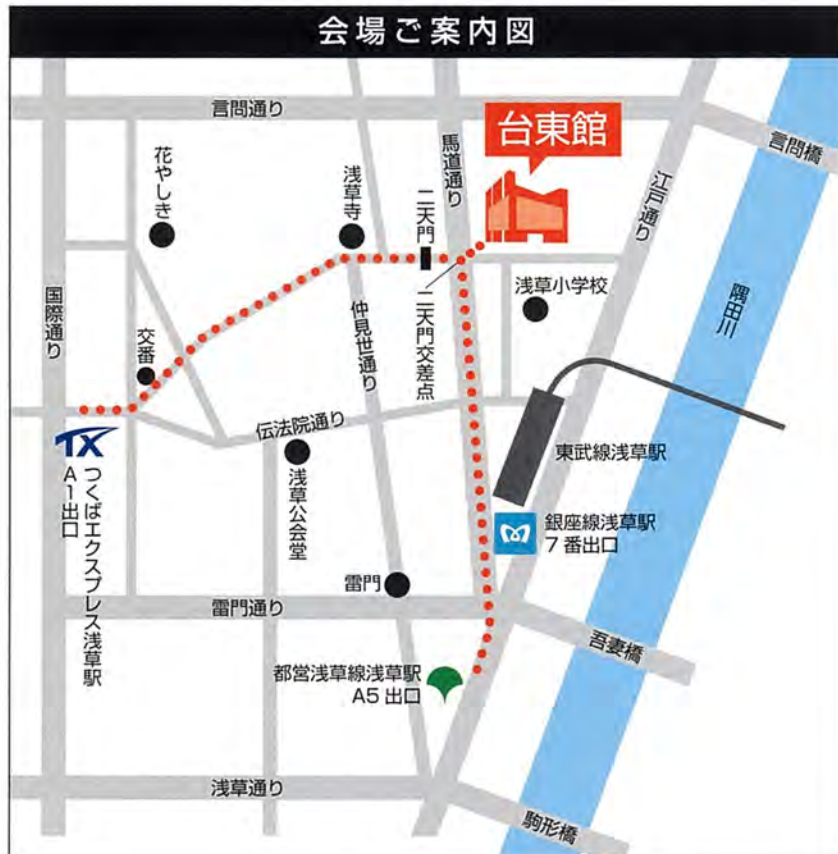 会場ご案内図
言問通り
言問橋
馬道通り
台東館
江戸通り
花やしき
浅草寺
二天門
二天門交差点
浅草小学校
隅田川
国際通り
交番
仲見世通り
伝法院通り
TX
つくばエクスプレス浅草駅
A1出口
浅草公会堂
東武線浅草駅
銀座線浅草駅
7番出口
雷門
雷門通り
吾妻橋
都営浅草線浅草駅
A5出口
浅草通り
駒形橋